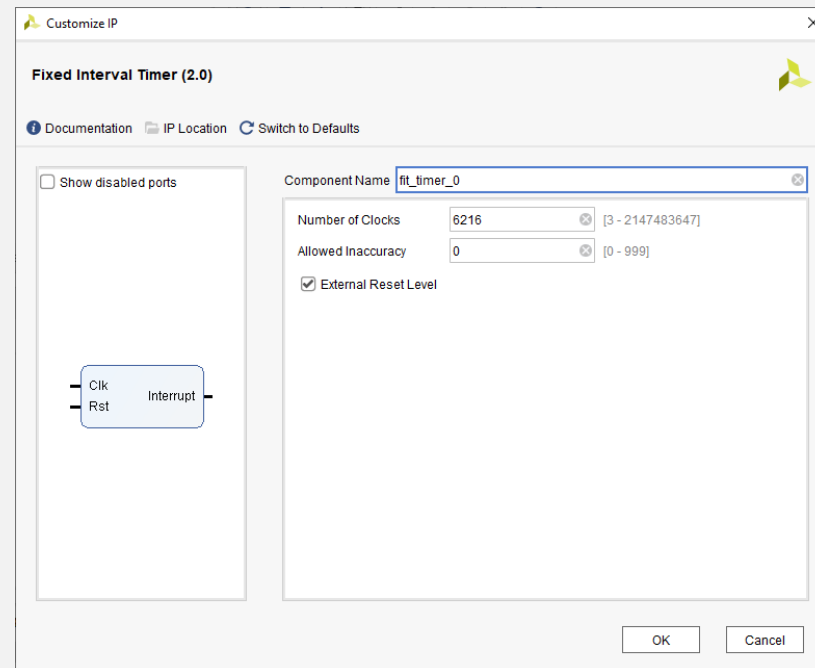 Customize IP
Fixed Interval Timer (2.0)
Documentation IP Location Switch to Defaults
Show disabled ports
Component Name fit_timer_0
Number of Clocks 6216 [3 - 2147483647]
Allowed Inaccuracy 0 [0 - 999]
External Reset Level
Clk
Rst
Interrupt
OK Cancel